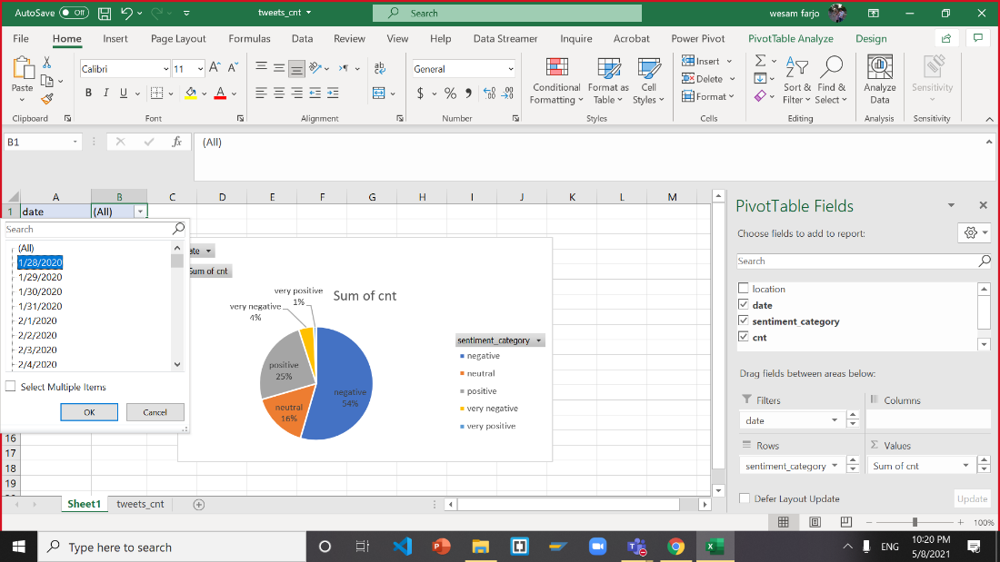 AutoSave Off tweets_cnt Search wesam farjo
File Home Insert Page Layout Formulas Data Review View Help Data Streamer Inquire Acrobat Power Pivot PivotTable Analyze Design
Paste
Clipboard
Calibri 11
B I U A
Font
ab
Alignment
General
$ % 9
Number
Conditional Formatting
Format as Table
Cell Styles
Styles
Insert
Delete
Format
Cells
Sort & Filter
Find & Select
Editing
Analyze Data
Analysis
Sensitivity
Sensitivity
B1 fx (All)
A B C D E F G H I J K L M
1 date (All)
Search
(All)
1/28/2020
1/29/2020
1/30/2020
1/31/2020
2/1/2020
2/2/2020
2/3/2020
2/4/2020
Select Multiple Items
OK Cancel
16
17
18
19
ate
Sum of cnt
Sum of cnt
very positive
1%
very negative
4%
positive
25%
neutral
16%
negative
54%
sentiment_category
negative
neutral
positive
very negative
very positive
PivotTable Fields
Choose fields to add to report:
Search
location
date
sentiment_category
cnt
Drag fields between areas below:
Filters Columns
date
Rows Σ Values
sentiment_category Sum of cnt
Defer Layout Update Update
Sheet1 tweets_cnt
100%
Type here to search
ENG
10:20 PM
5/8/2021